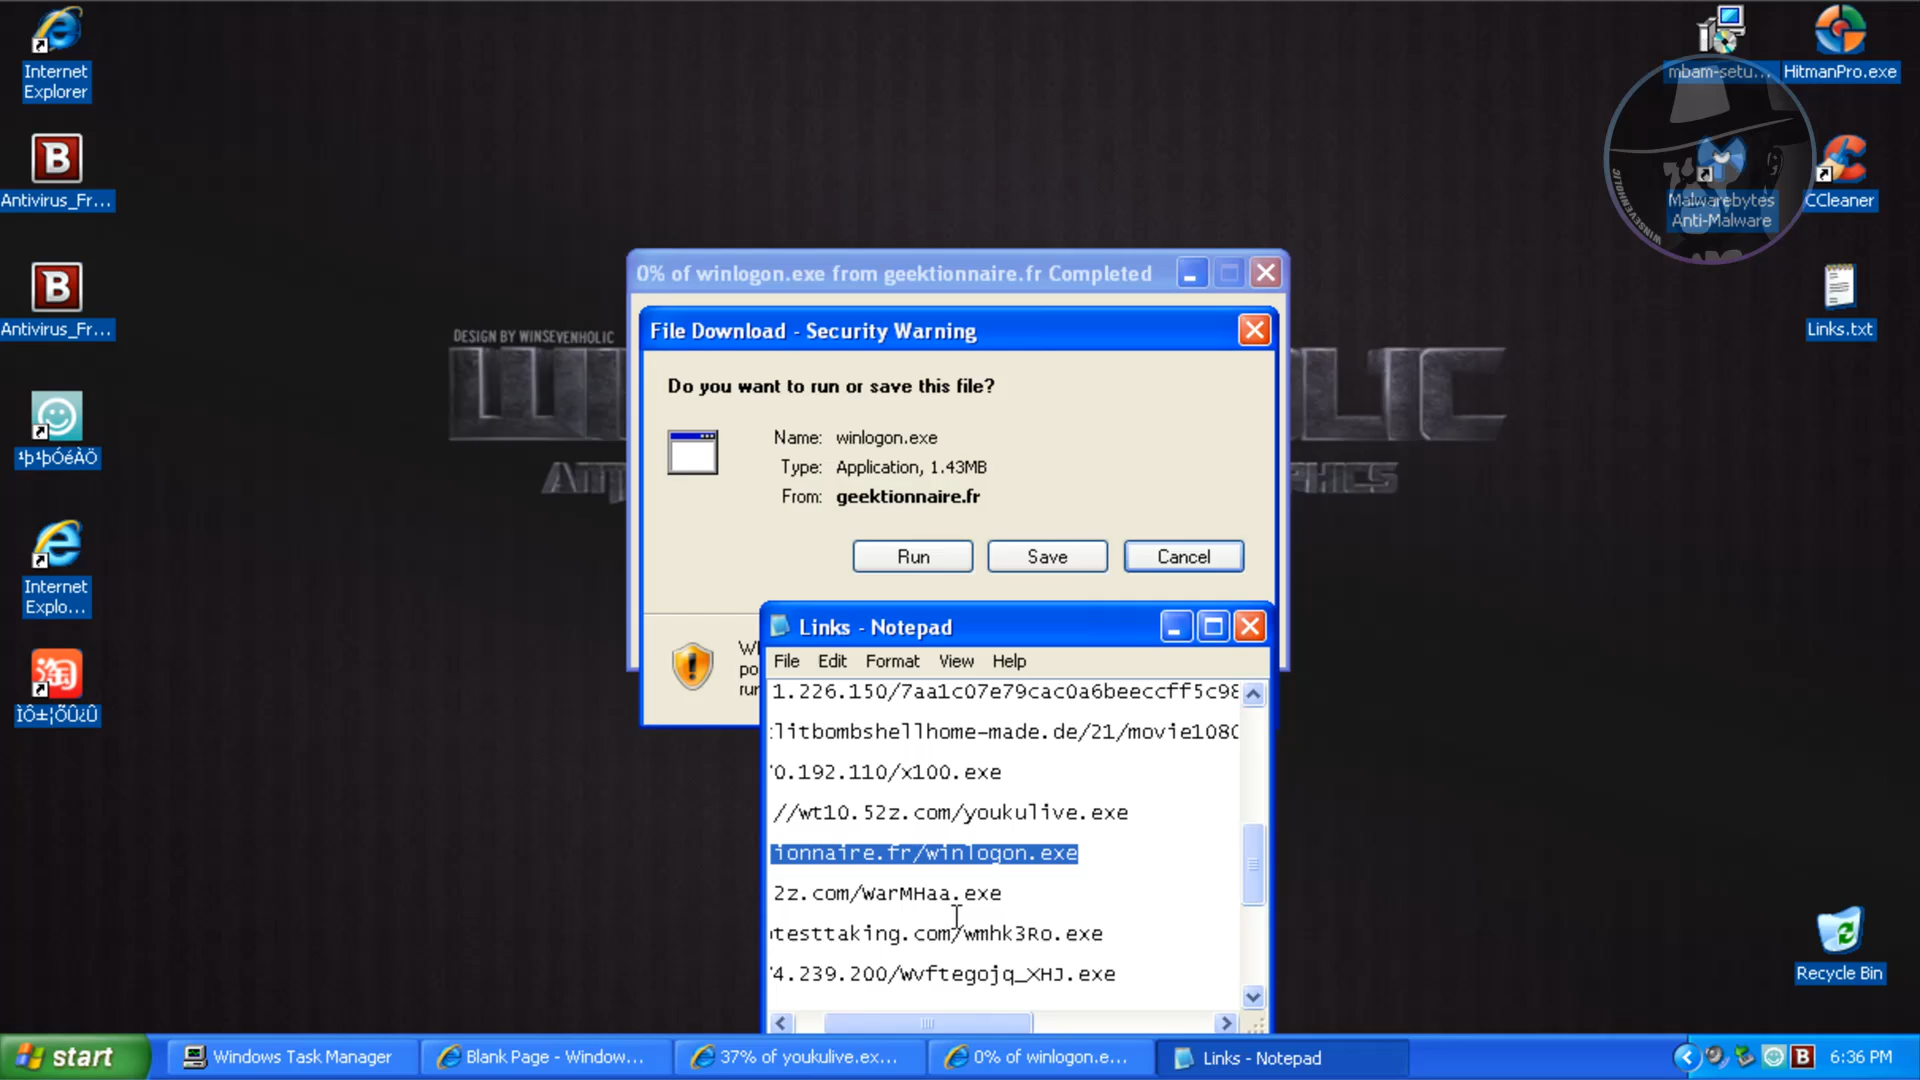 Internet
Explorer
Antivirus_Fr...
Antivirus_Fr...
¹þ¹þÓéÀÖ
Internet
Explo...
ÌÔ±¦ÕÛ¿Û
mbam-setu...
HitmanPro.exe
Malwarebytes
Anti-Malware
CCleaner
WINSEVENHOLIC
Links.txt
Recycle Bin
DESIGN BY WINSEVENHOLIC
0% of winlogon.exe from geektionnaire.fr Completed
File Download - Security Warning
Do you want to run or save this file?
Name: winlogon.exe
Type: Application, 1.43MB
From: geektionnaire.fr
Run Save Cancel
Links - Notepad
File Edit Format View Help
1.226.150/7aa1c07e79cac0a6beeccff5c98
litbombshellhome-made.de/21/movie1080
0.192.110/x100.exe
//wt10.52z.com/youkulive.exe
ionnaire.fr/winlogon.exe
2z.com/WarMHaa.exe
testtaking.com/wmhk3Ro.exe
4.239.200/wvftegojq_XHJ.exe
start
Windows Task Manager
Blank Page - Window...
37% of youkulive.ex...
0% of winlogon.e...
Links - Notepad
6:36 PM